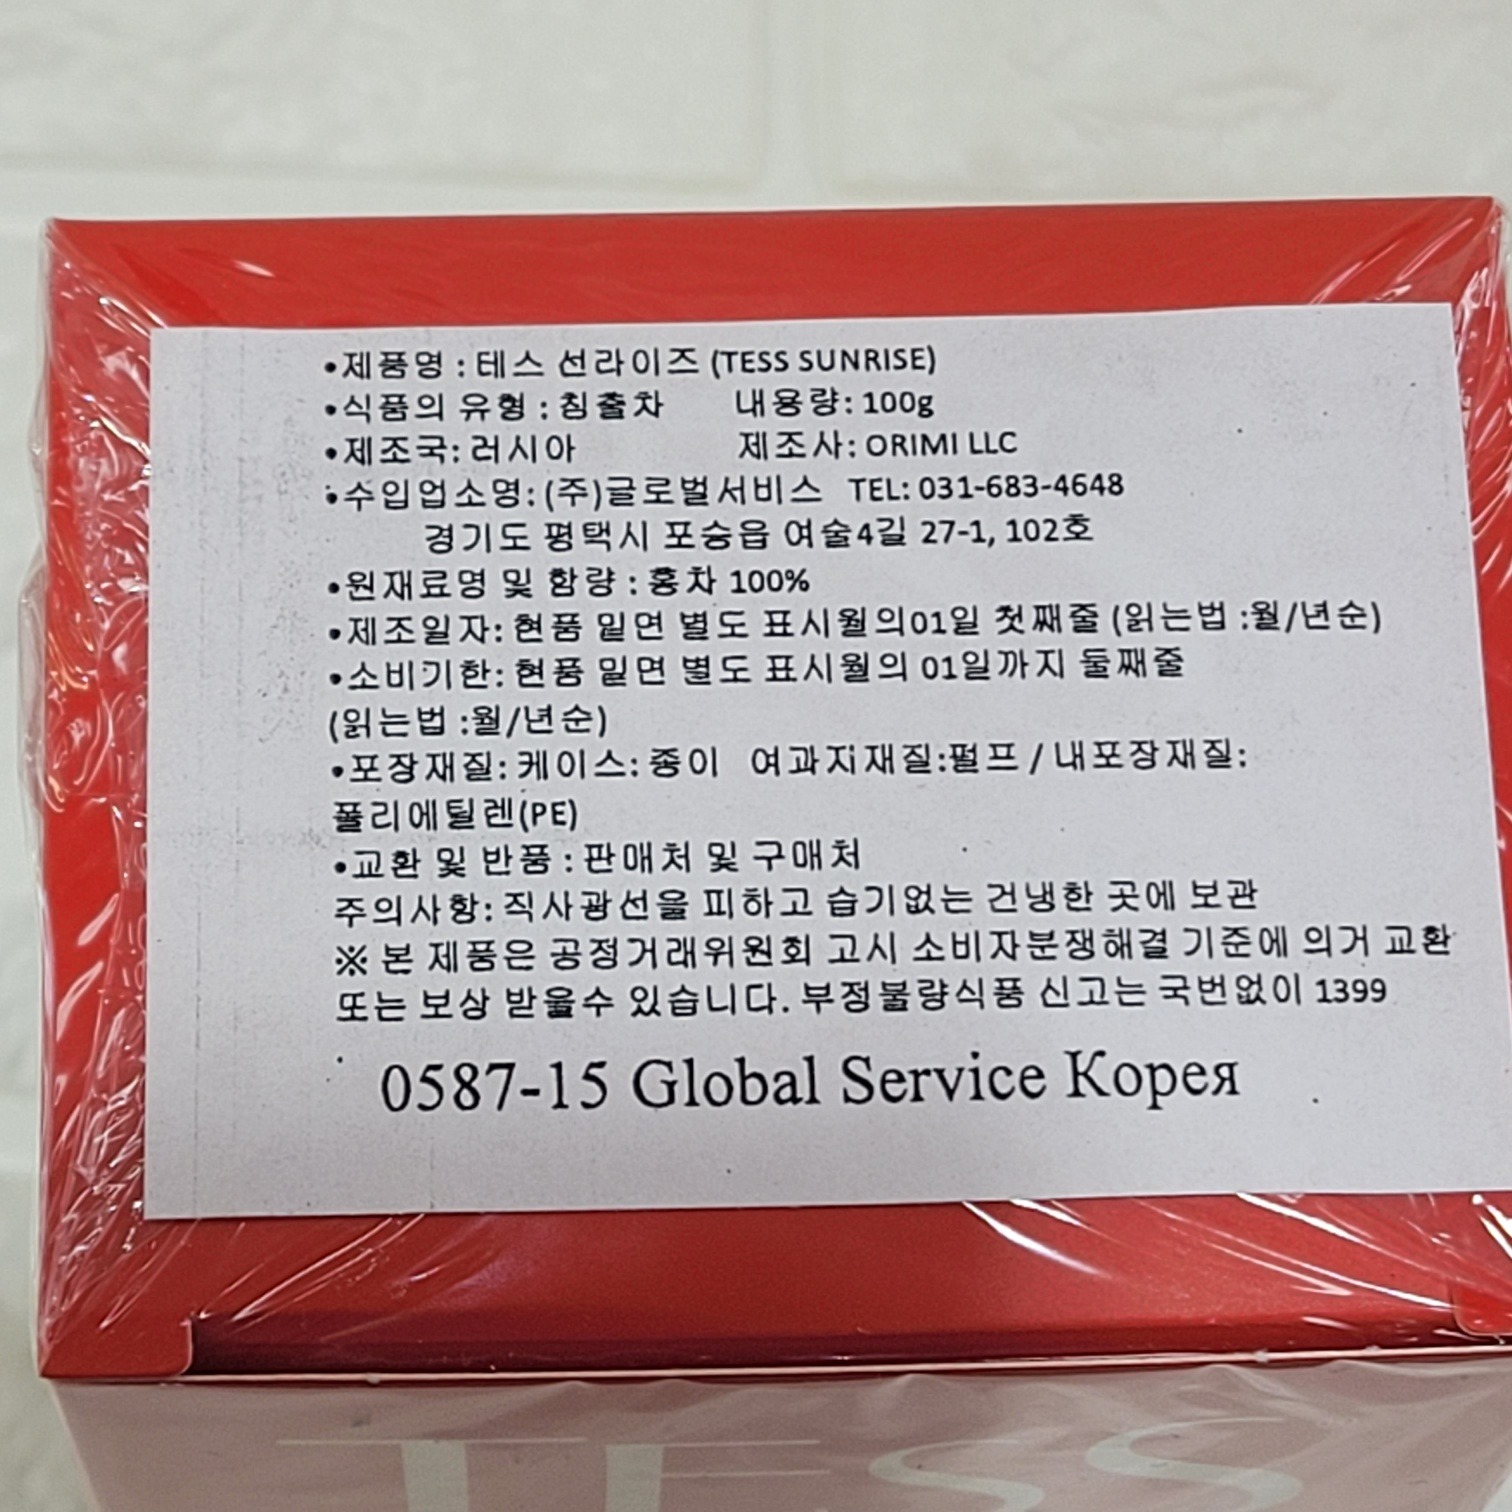 •제품명 : 테스 선라이즈 (TESS SUNRISE)
•식품의 유형 : 침출차 내용량: 100g
•제조국: 러시아 제조사: ORIMI LLC
•수입업소명: (주)글로벌서비스 TEL: 031-683-4648
경기도 평택시 포승읍 여술4길 27-1, 102호
•원재료명 및 함량 : 홍차 100%
•제조일자: 현품 밑면 별도 표시월의01일 첫째줄 (읽는법 :월/년순)
•소비기한: 현품 밑면 별도 표시월의 01일까지 둘째줄
(읽는법 :월/년순)
•포장재질: 케이스: 종이 여과지재질:펄프 / 내포장재질:
폴리에틸렌(PE)
•교환 및 반품 : 판매처 및 구매처
주의사항: 직사광선을 피하고 습기없는 건냉한 곳에 보관
※ 본 제품은 공정거래위원회 고시 소비자분쟁해결 기준에 의거 교환
또는 보상 받을수 있습니다. 부정불량식품 신고는 국번없이 1399
0587-15 Global Service Корея
TESS